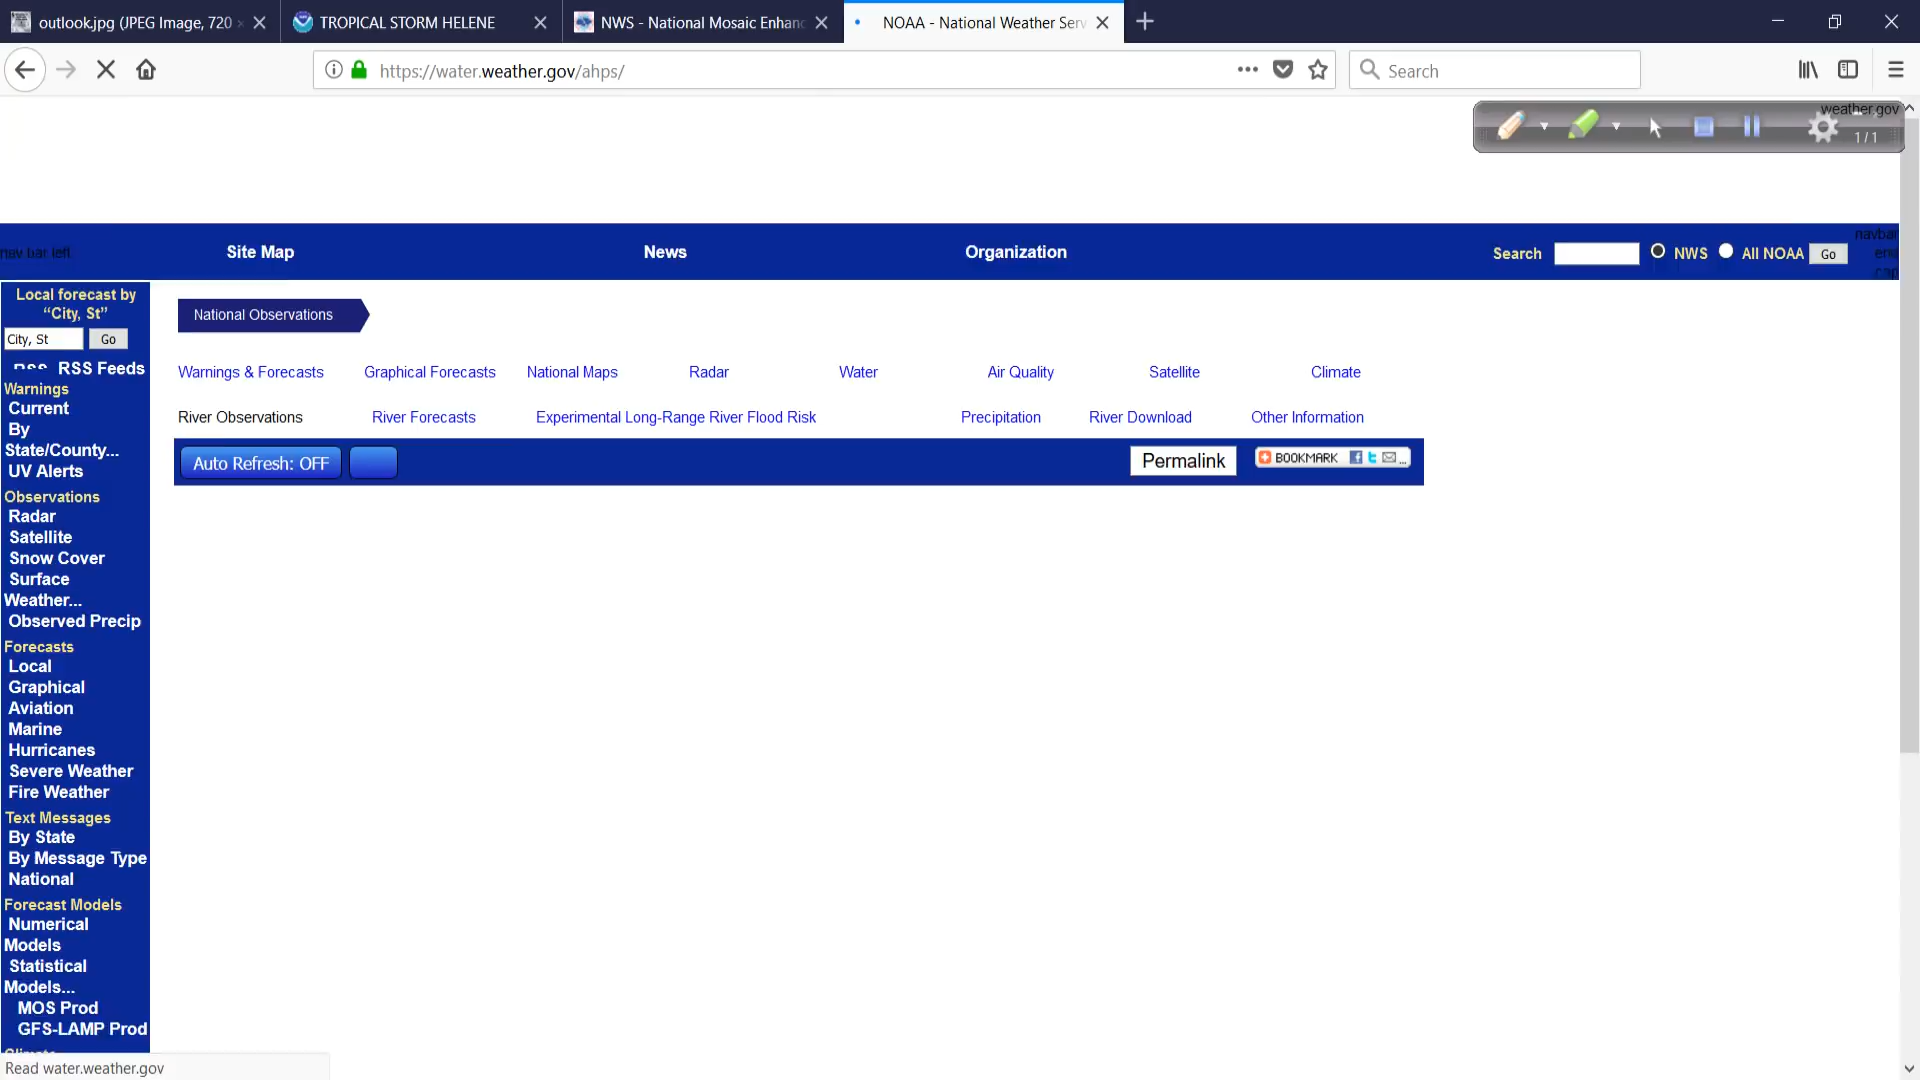 outlook.jpg (JPEG Image, 720 ×
TROPICAL STORM HELENE
NWS - National Mosaic Enhanc
NOAA - National Weather Serv
https://water.weather.gov/ahps/
Search
weather.gov
1/1
nav bar left
Site Map
News
Organization
Search
NWS
All NOAA
Go
navbar
end
cap
Local forecast by
“City, St”
City, St
Go
RSS RSS Feeds
Warnings
Current
By
State/County...
UV Alerts
Observations
Radar
Satellite
Snow Cover
Surface
Weather...
Observed Precip
Forecasts
Local
Graphical
Aviation
Marine
Hurricanes
Severe Weather
Fire Weather
Text Messages
By State
By Message Type
National
Forecast Models
Numerical
Models
Statistical
Models...
MOS Prod
GFS-LAMP Prod
Climate
National Observations
Warnings & Forecasts
Graphical Forecasts
National Maps
Radar
Water
Air Quality
Satellite
Climate
River Observations
River Forecasts
Experimental Long-Range River Flood Risk
Precipitation
River Download
Other Information
Auto Refresh: OFF
Permalink
BOOKMARK
Read water.weather.gov